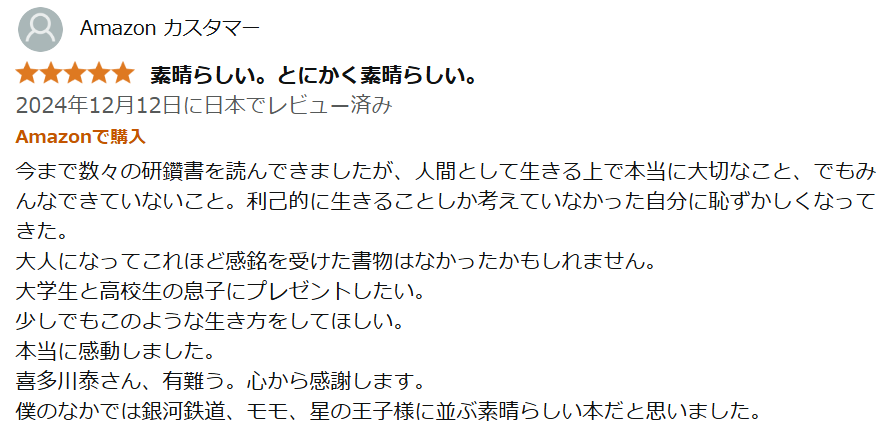 Amazon カスタマー
素晴らしい。とにかく素晴らしい。
2024年12月12日に日本でレビュー済み
Amazonで購入
今まで数々の研鑽書を読んできましたが、人間として生きる上で本当に大切なこと、でもみ
んなできていないこと。利己的に生きることしか考えていなかった自分に恥ずかしくなって
きた。
大人になってこれほど感銘を受けた書物はなかったかもしれません。
大学生と高校生の息子にプレゼントしたい。
少しでもこのような生き方をしてほしい。
本当に感動しました。
喜多川泰さん、有難う。心から感謝します。
僕のなかでは銀河鉄道、モモ、星の王子様に並ぶ素晴らしい本だと思いました。